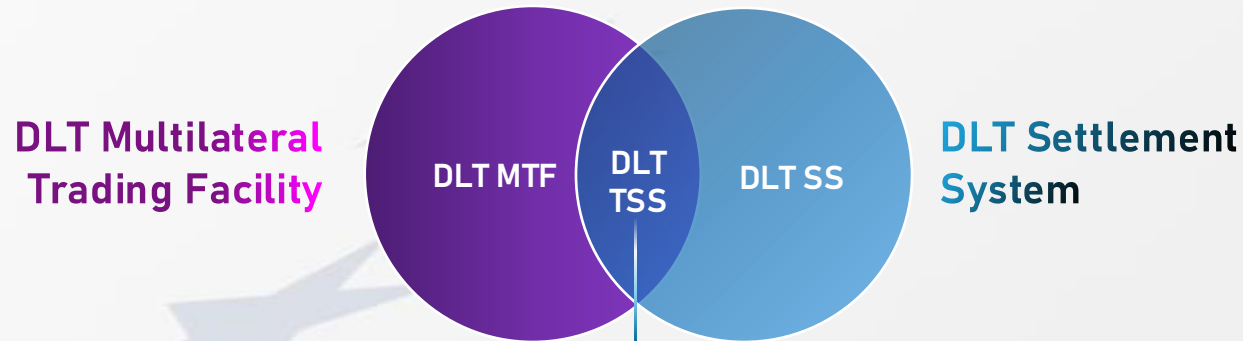 DLT Multilateral
Trading Facility
DLT MTF
DLT
TSS
DLT SS
DLT Settlement
System